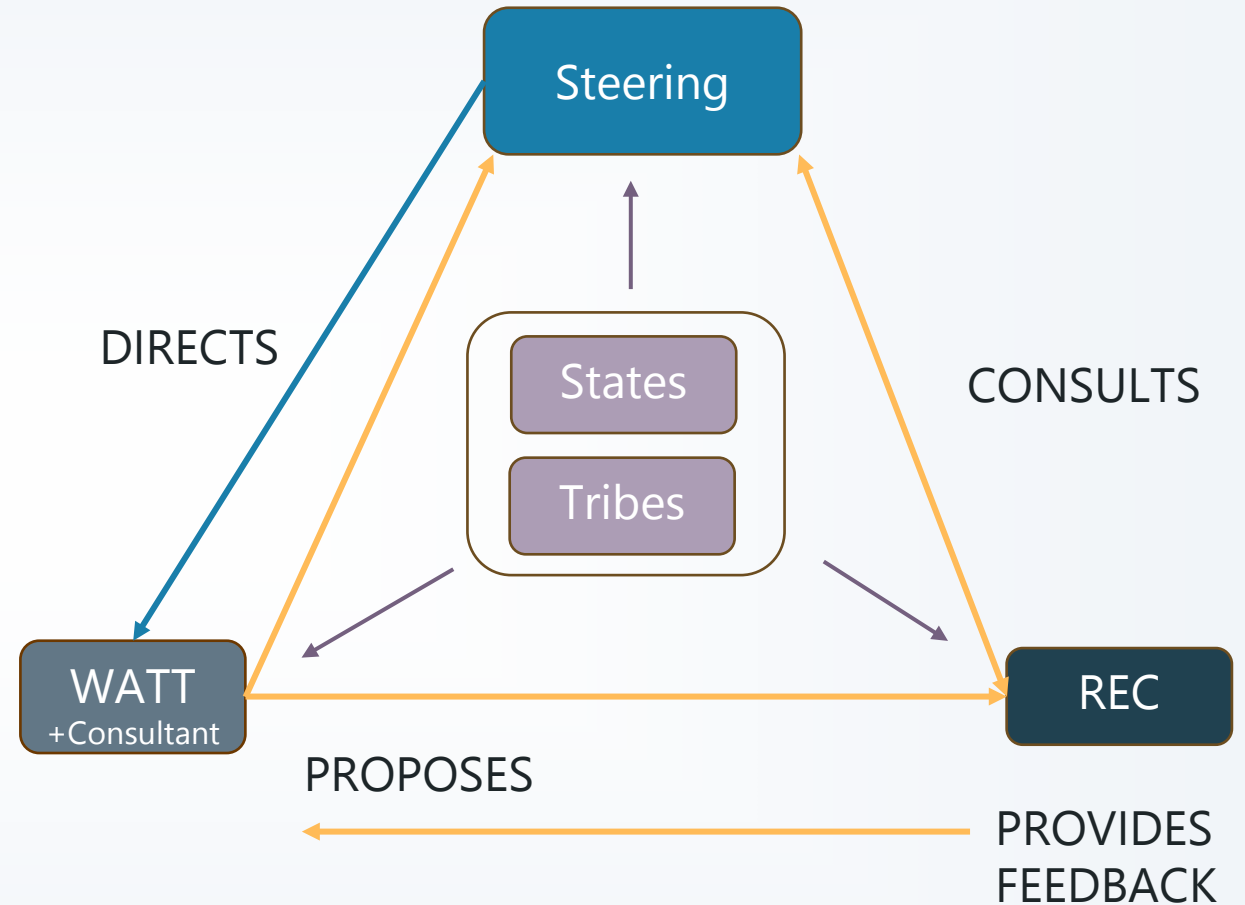 Steering
DIRECTS
States
CONSULTS
Tribes
WATT
+Consultant
REC
PROPOSES
PROVIDES
FEEDBACK